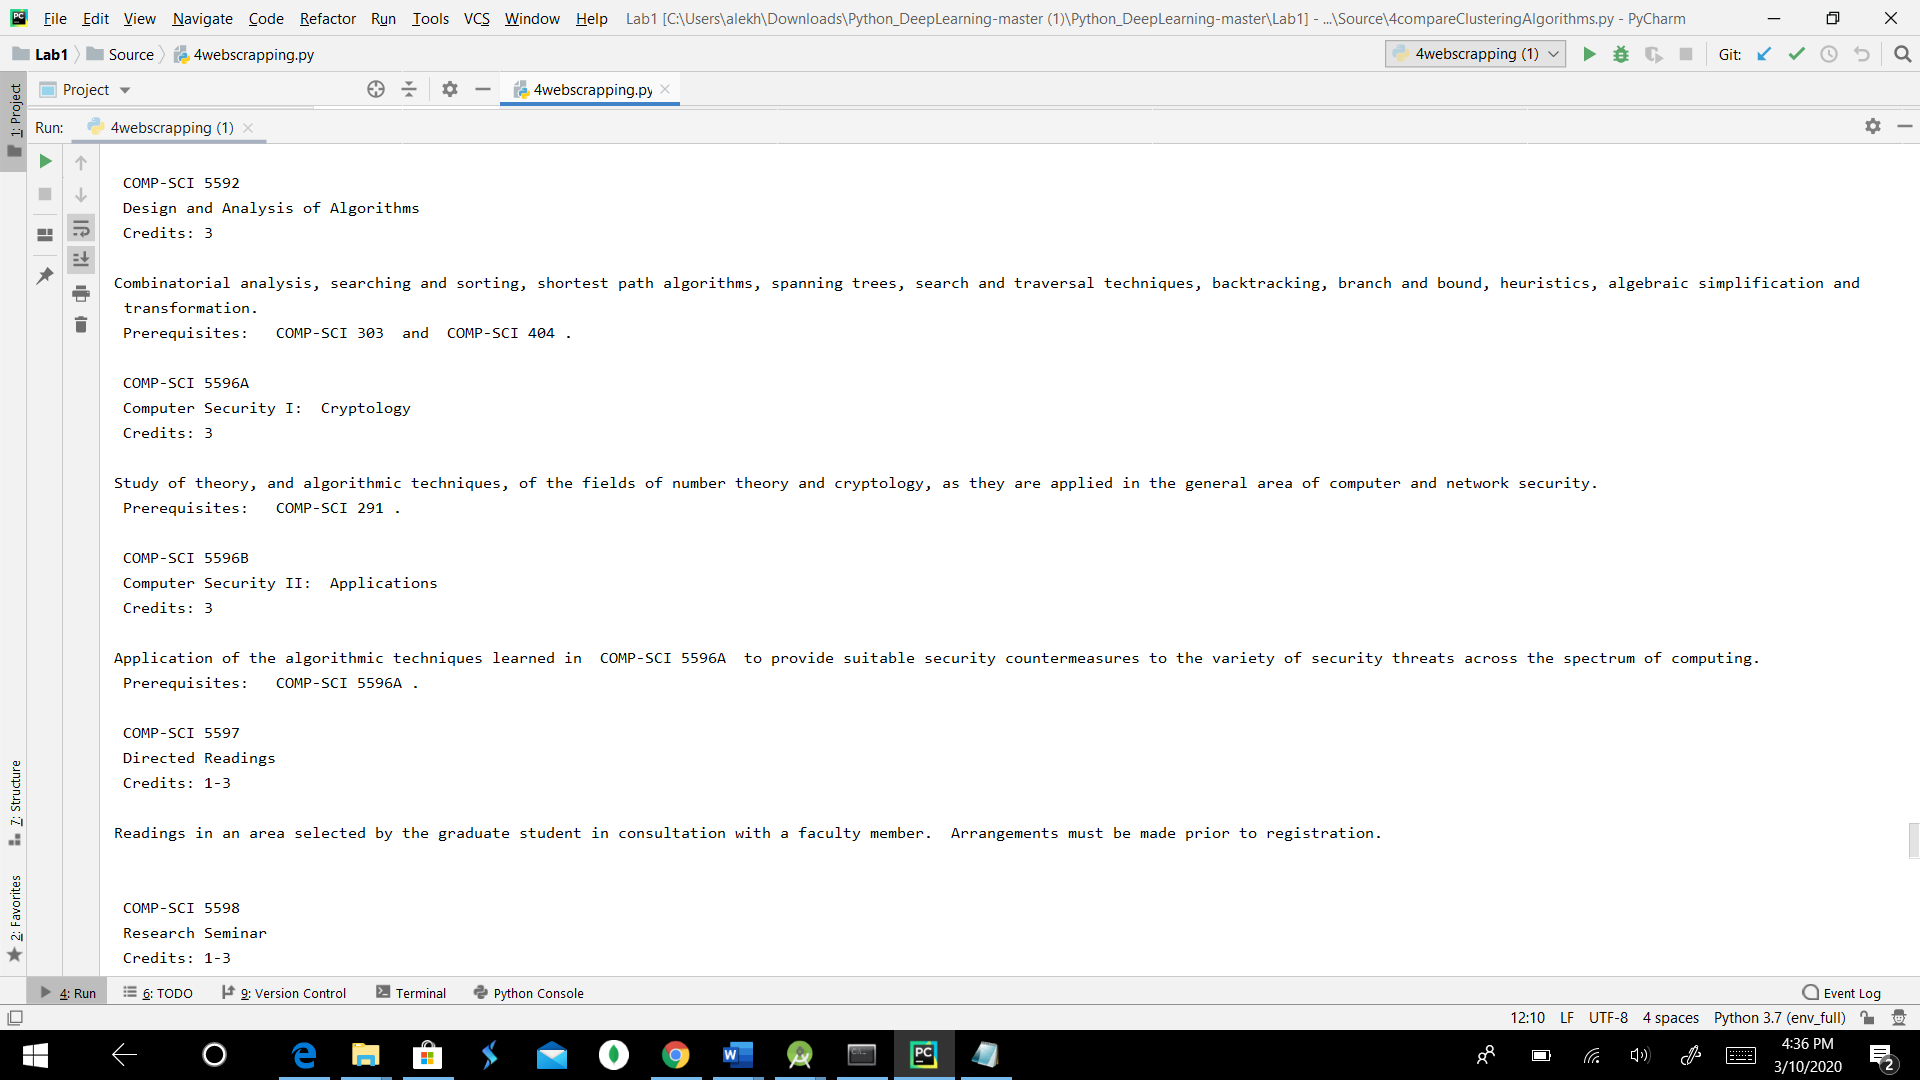 File Edit View Navigate Code Refactor Run Tools VCS Window Help Lab1 [C:\Users\alekh\Downloads\Python_DeepLearning-master (1)\Python_DeepLearning-master\Lab1] - ...\Source\4compareClusteringAlgorithms.py - PyCharm
Lab1 Source 4webscrapping.py 4webscrapping (1) Git:
1: Project
Project 4webscrapping.py
Run: 4webscrapping (1)
COMP-SCI 5592
Design and Analysis of Algorithms
Credits: 3
Combinatorial analysis, searching and sorting, shortest path algorithms, spanning trees, search and traversal techniques, backtracking, branch and bound, heuristics, algebraic simplification and
transformation.
Prerequisites: COMP-SCI 303 and COMP-SCI 404 .
COMP-SCI 5596A
Computer Security I: Cryptology
Credits: 3
Study of theory, and algorithmic techniques, of the fields of number theory and cryptology, as they are applied in the general area of computer and network security.
Prerequisites: COMP-SCI 291 .
COMP-SCI 5596B
Computer Security II: Applications
Credits: 3
Application of the algorithmic techniques learned in COMP-SCI 5596A to provide suitable security countermeasures to the variety of security threats across the spectrum of computing.
Prerequisites: COMP-SCI 5596A .
COMP-SCI 5597
Directed Readings
Credits: 1-3
Readings in an area selected by the graduate student in consultation with a faculty member. Arrangements must be made prior to registration.
COMP-SCI 5598
Research Seminar
Credits: 1-3
7: Structure
2: Favorites
4: Run 6: TODO 9: Version Control Terminal Python Console Event Log
12:10 LF UTF-8 4 spaces Python 3.7 (env_full)
4:36 PM
3/10/2020
2